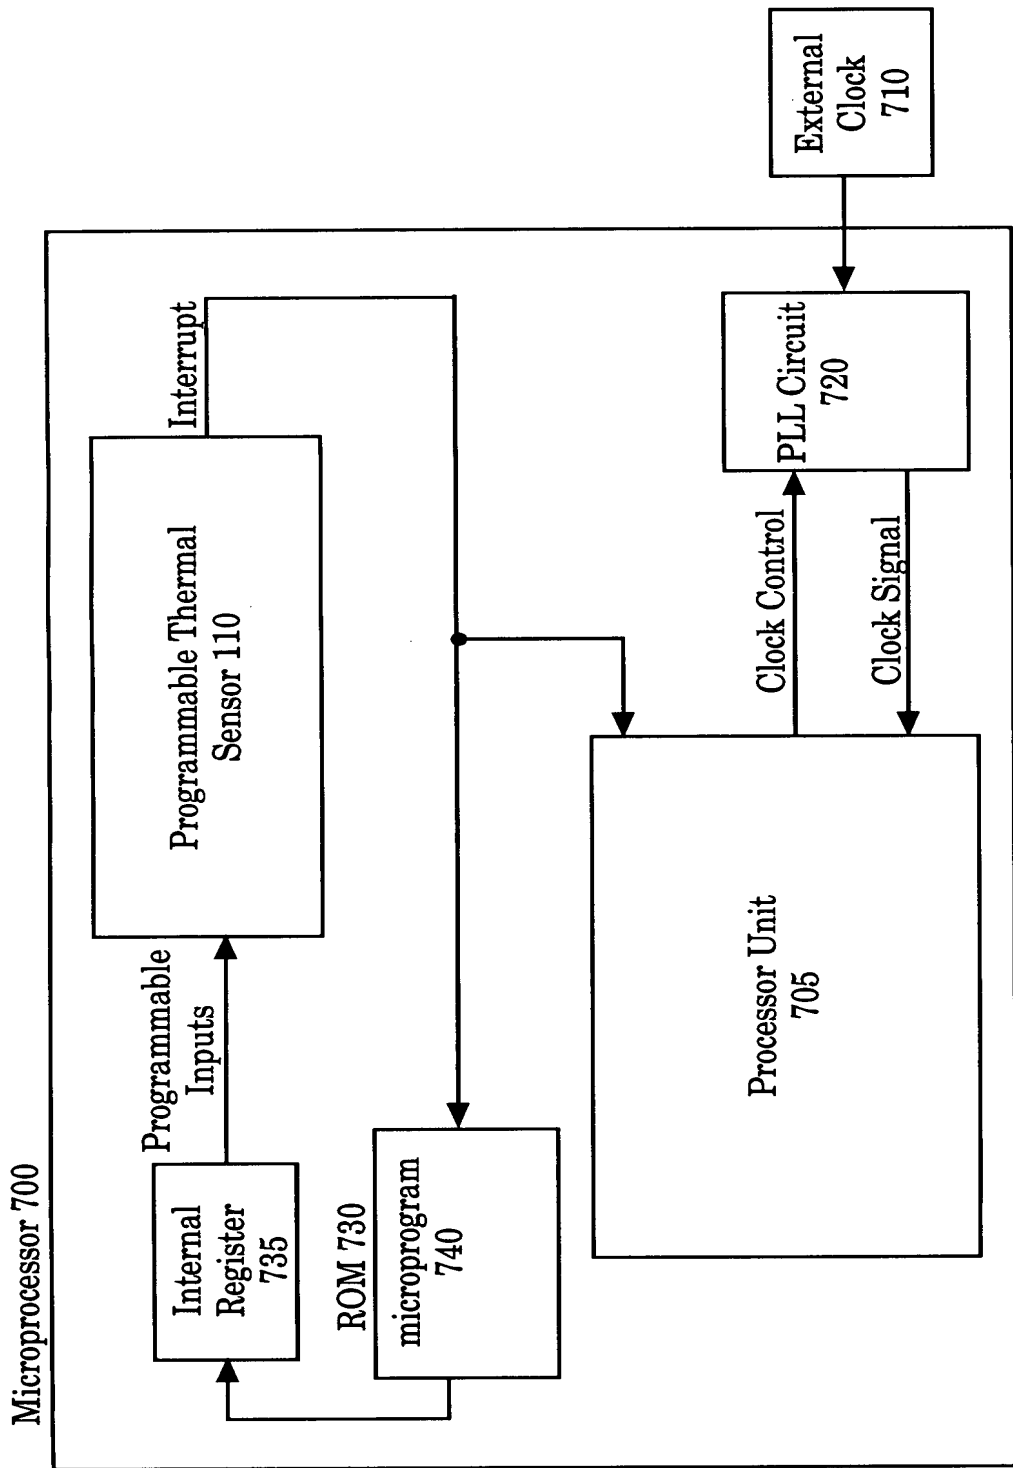 Microprocessor 700
Internal
Register
735
Programmable
Inputs
Programmable Thermal
Sensor 110
Interrupt
ROM 730
microprogram
740
Processor Unit
705
Clock Control
Clock Signal
PLL Circuit
720
External
Clock
710